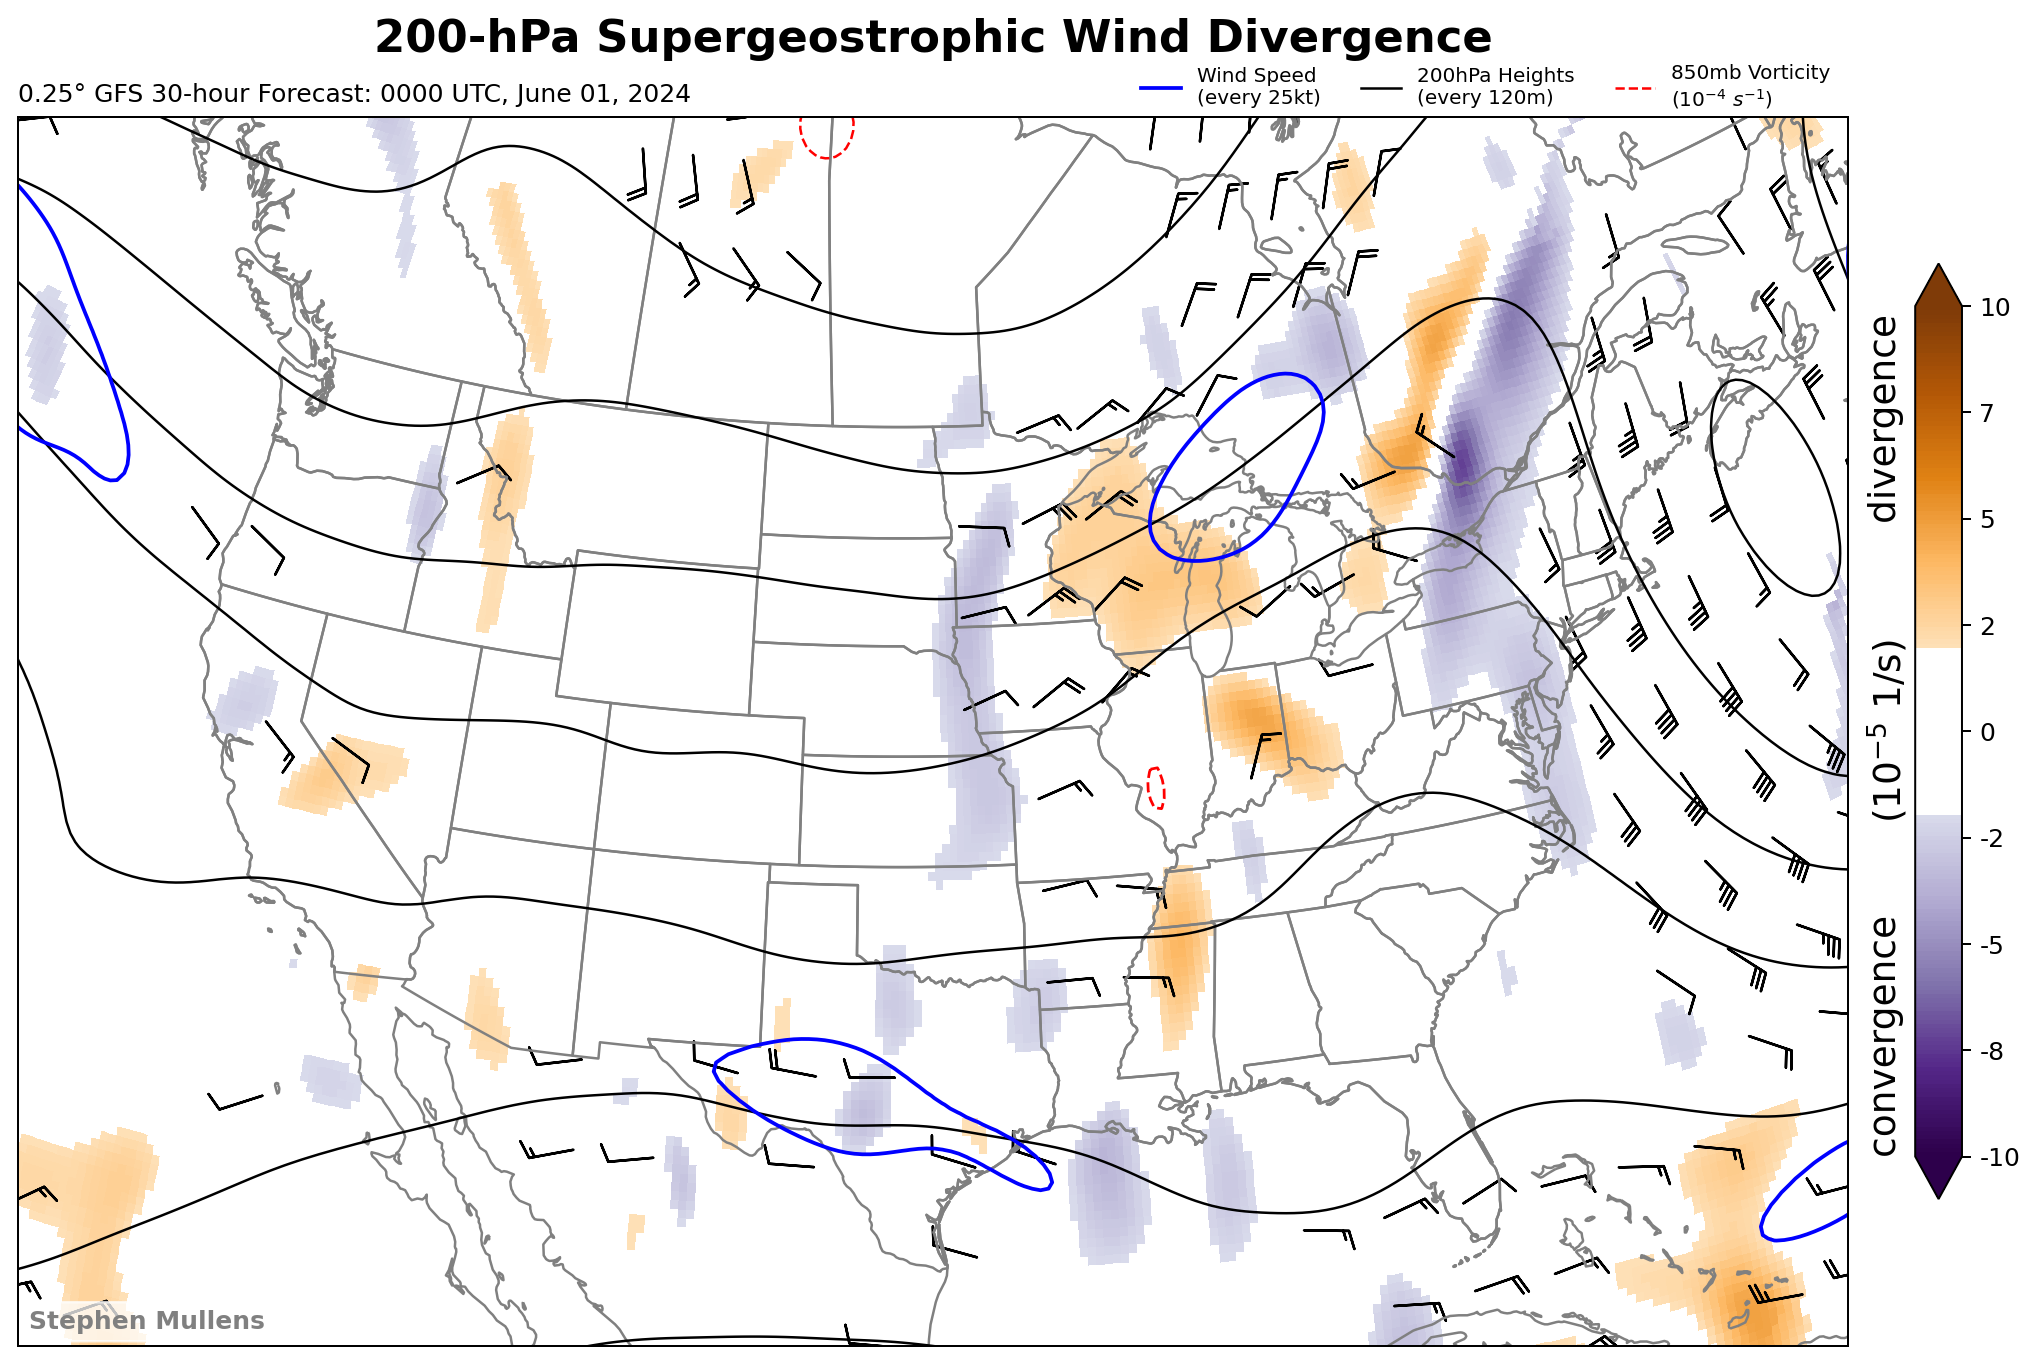 200-hPa Supergeostrophic Wind Divergence
0.25° GFS 30-hour Forecast: 0000 UTC, June 01, 2024
Wind Speed
(every 25kt)
200hPa Heights
(every 120m)
850mb Vorticity
(10⁻⁴ s⁻¹)
10
7
5
2
0
-2
-5
-8
-10
convergence (10⁻⁵ 1/s) divergence
Stephen Mullens